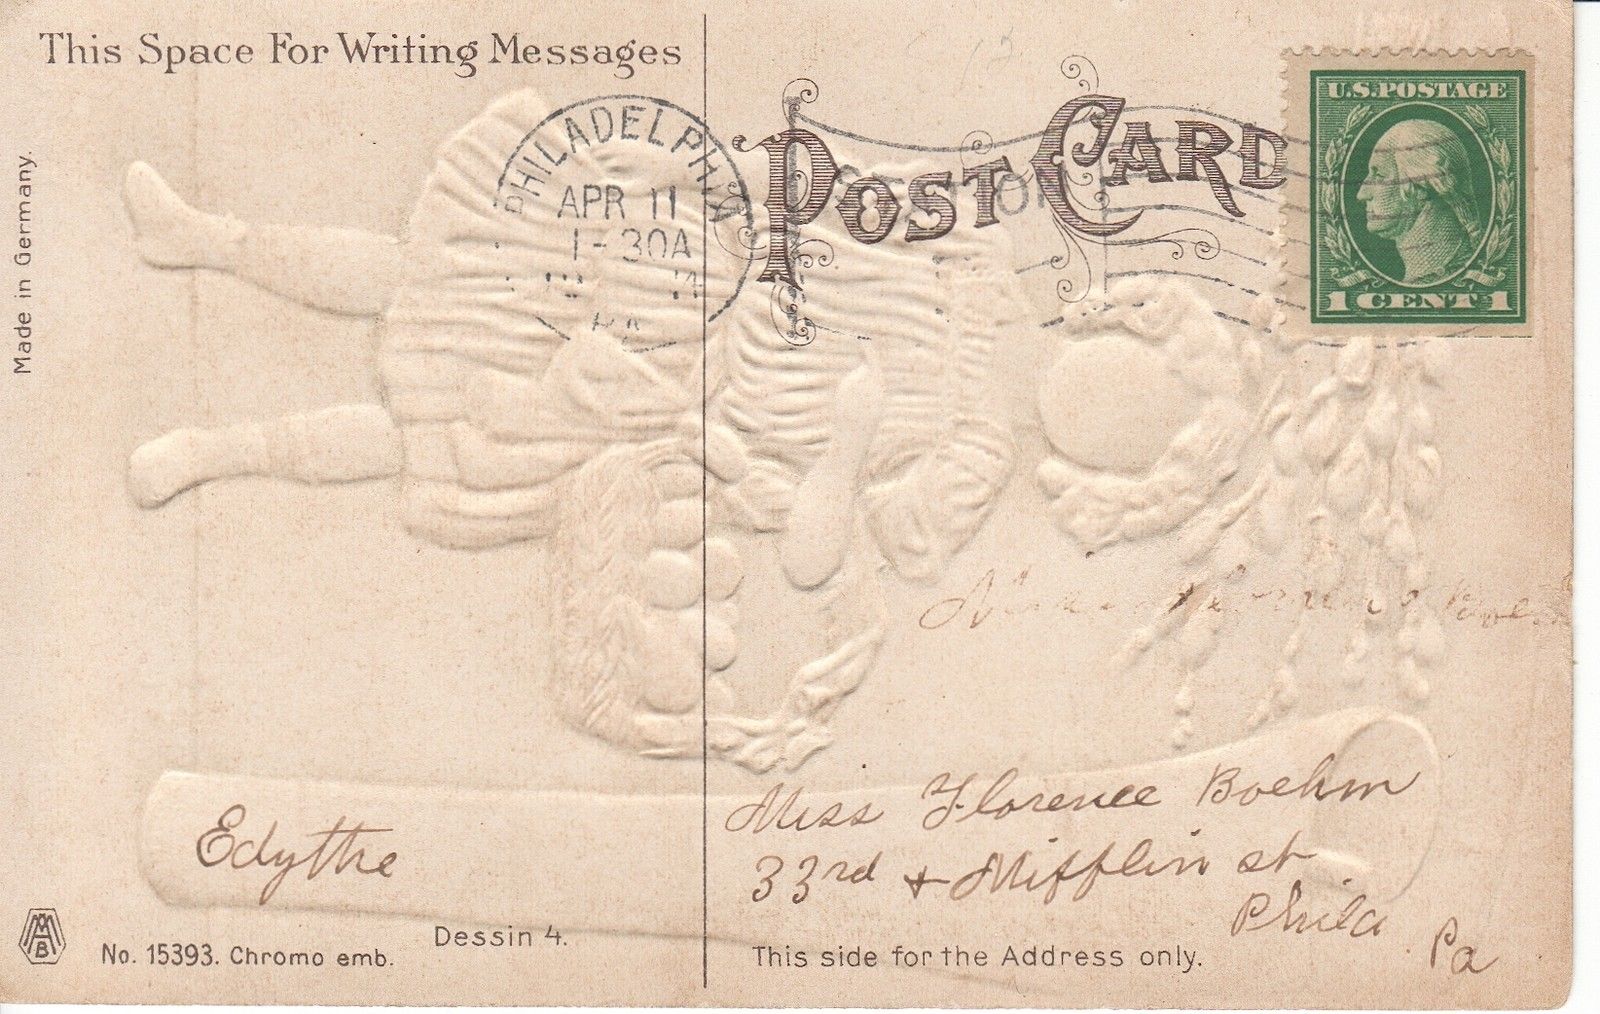 This Space For Writing Messages
POST CARD
U.S. POSTAGE
1 CENT 1
PHILADELPHIA
APR 11
1-30A
PA.
Made in Germany.
Miss Florence Boehm
33rd + Mifflin st
Phila
Pa
Edythe
MMB
No. 15393. Chromo emb.
Dessin 4.
This side for the Address only.